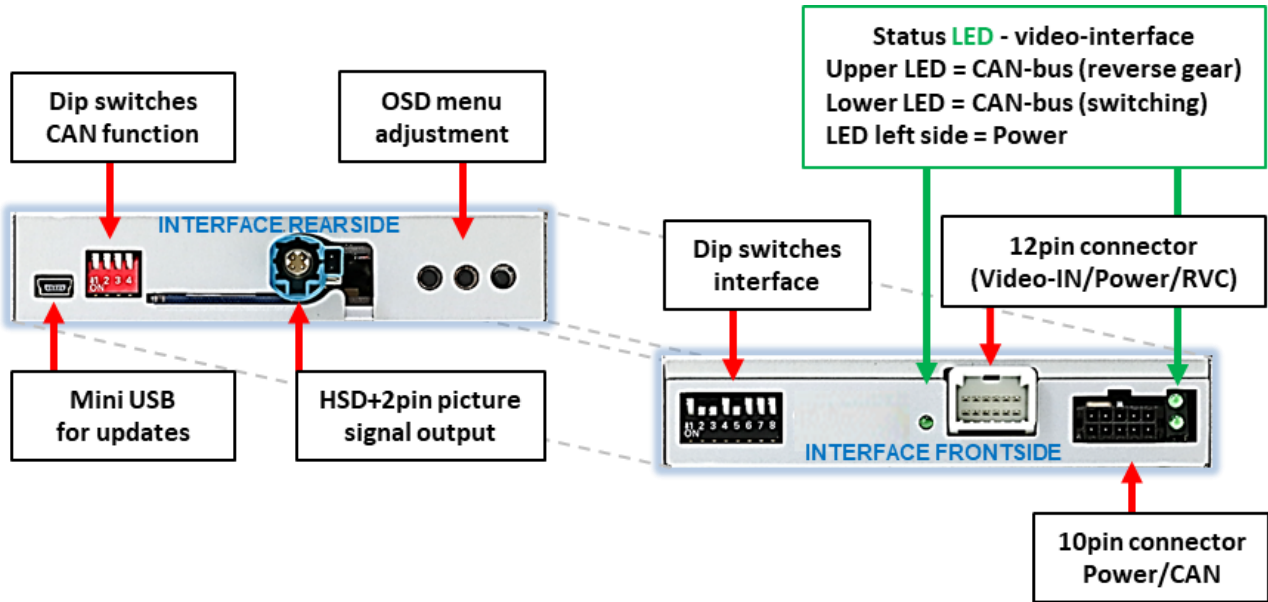 Status LED - video-interface
Upper LED = CAN-bus (reverse gear)
Lower LED = CAN-bus (switching)
LED left side = Power
Dip switches
CAN function
OSD menu
adjustment
INTERFACE REARSIDE
#1 2 3 4
ON
Dip switches
interface
12pin connector
(Video-IN/Power/RVC)
Mini USB
for updates
HSD+2pin picture
signal output
#1 2 3 4 5 6 7 8
ON
INTERFACE FRONTSIDE
10pin connector
Power/CAN